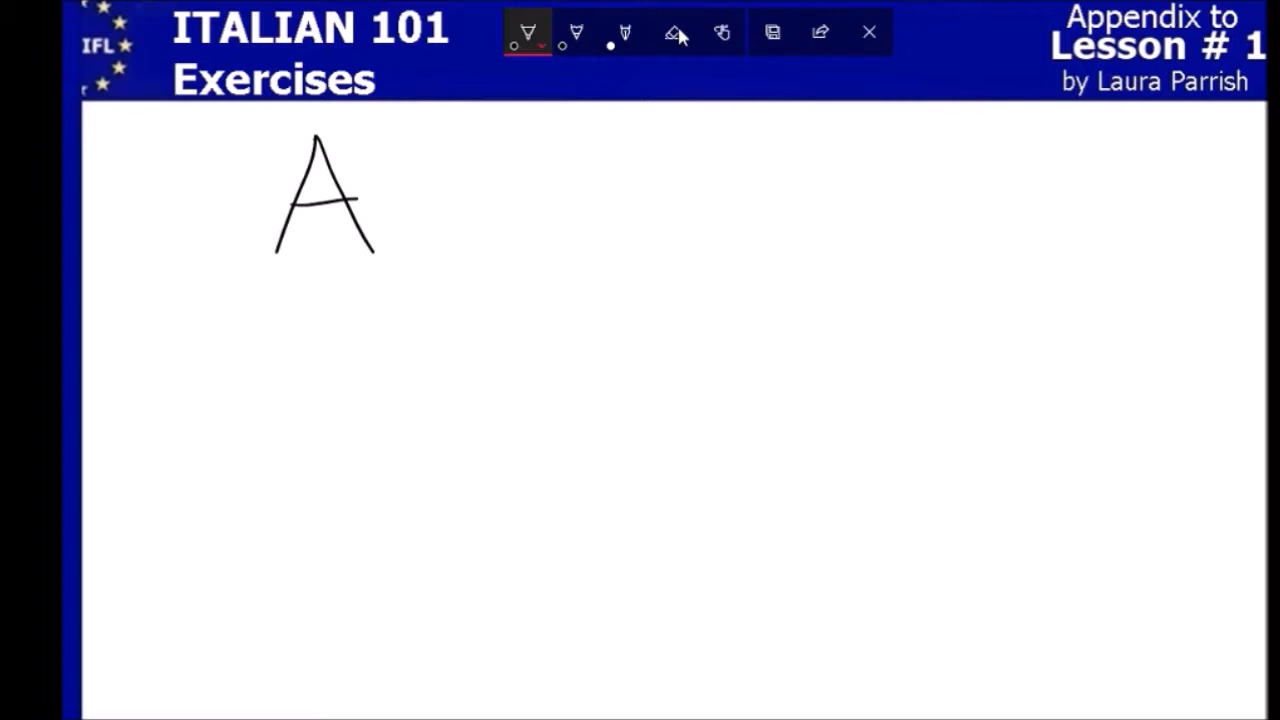 ITALIAN 101
Exercises
IFL
Appendix to
Lesson # 1
by Laura Parrish
A